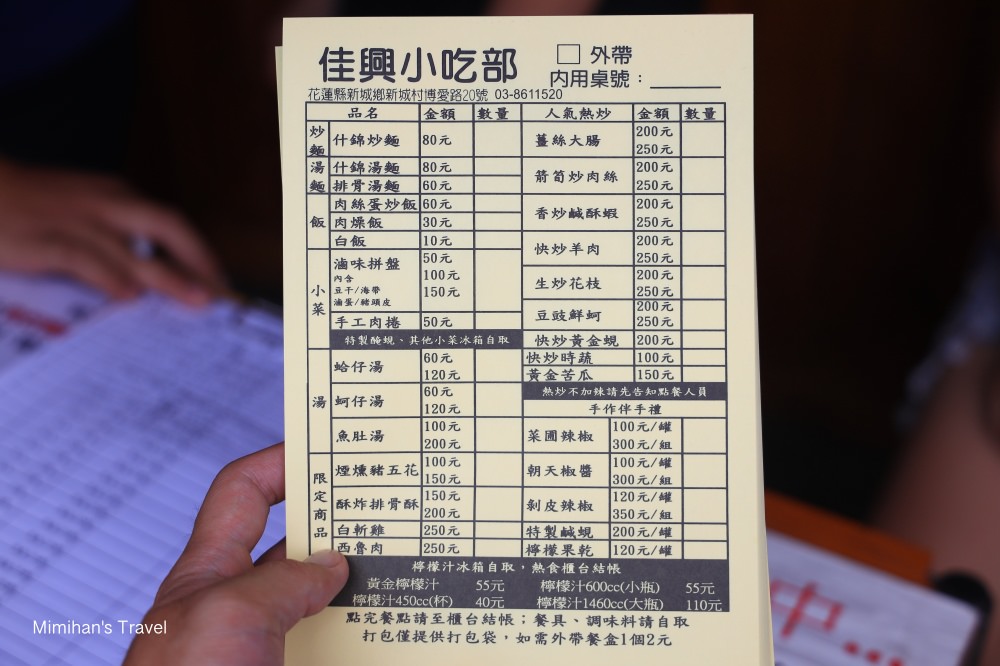 佳興小吃部
□ 外帶
內用桌號：
花蓮縣新城鄉新城村博愛路20號 03-8611520
品名 金額 數量
炒麵
什錦炒麵 80元
湯麵
什錦湯麵 80元
排骨湯麵 60元
飯
肉絲蛋炒飯 60元
肉燥飯 30元
白飯 10元
小菜
滷味拼盤 50元
內含 100元
豆干/海帶 150元
滷蛋/豬頭皮
手工肉捲 50元
特製醃蜆、其他小菜冰箱自取
湯
蛤仔湯 60元
120元
蚵仔湯 60元
120元
魚肚湯 100元
200元
限定商品
煙燻豬五花 100元
150元
酥炸排骨酥 150元
200元
白斬雞 250元
西魯肉 250元
人氣熱炒 金額 數量
薑絲大腸 200元
250元
箭筍炒肉絲 200元
250元
香炒鹹酥蝦 200元
250元
快炒羊肉 200元
250元
生炒花枝 200元
250元
豆豉鮮蚵 200元
250元
快炒黃金蜆 200元
快炒時蔬 100元
黃金苦瓜 150元
熱炒不加辣請先告知點餐人員
手作伴手禮
菜圃辣椒 100元/罐
300元/組
朝天椒醬 100元/罐
300元/組
剝皮辣椒 120元/罐
350元/組
特製鹹蜆 200元/罐
檸檬果乾 120元/罐
檸檬汁冰箱自取，熱食櫃台結帳
黃金檸檬汁 55元 檸檬汁600cc(小瓶) 55元
檸檬汁450cc(杯) 40元 檸檬汁1460cc(大瓶) 110元
點完餐點請至櫃台結帳；餐具、調味料請自取
打包僅提供打包袋，如需外帶餐盒1個2元
中
Mimihan's Travel